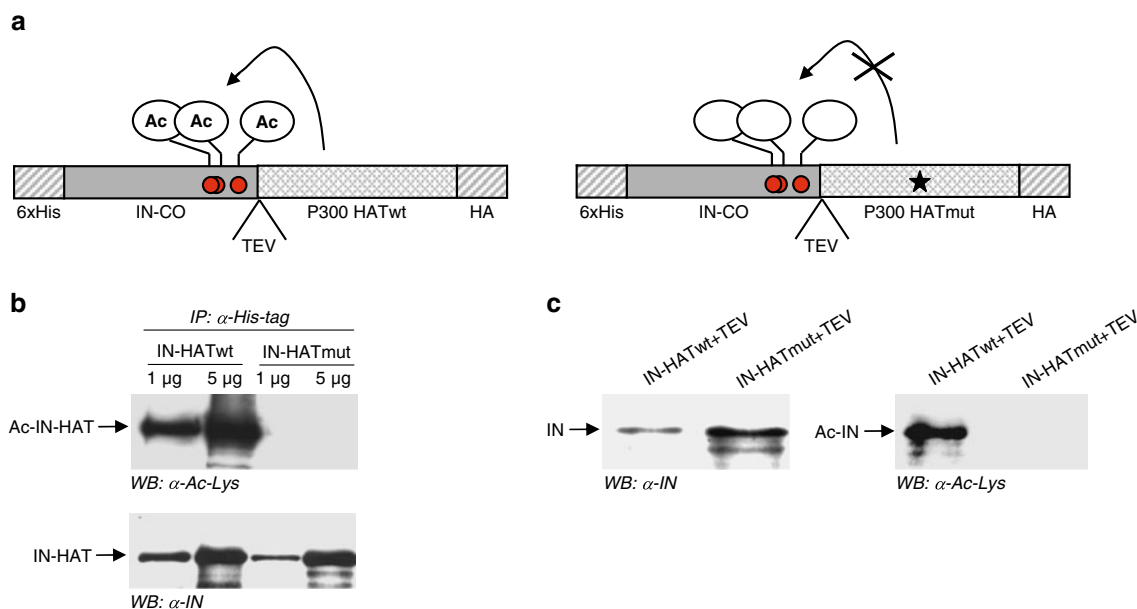 a
Ac Ac Ac
6xHis IN-CO P300 HATwt HA
TEV
6xHis IN-CO P300 HATmut HA
TEV
b
IP: α-His-tag
IN-HATwt IN-HATmut
1 µg 5 µg 1 µg 5 µg
Ac-IN-HAT
WB: α-Ac-Lys
IN-HAT
WB: α-IN
c
IN-HATwt+TEV
IN-HATmut+TEV
IN
WB: α-IN
IN-HATwt+TEV
IN-HATmut+TEV
Ac-IN
WB: α-Ac-Lys